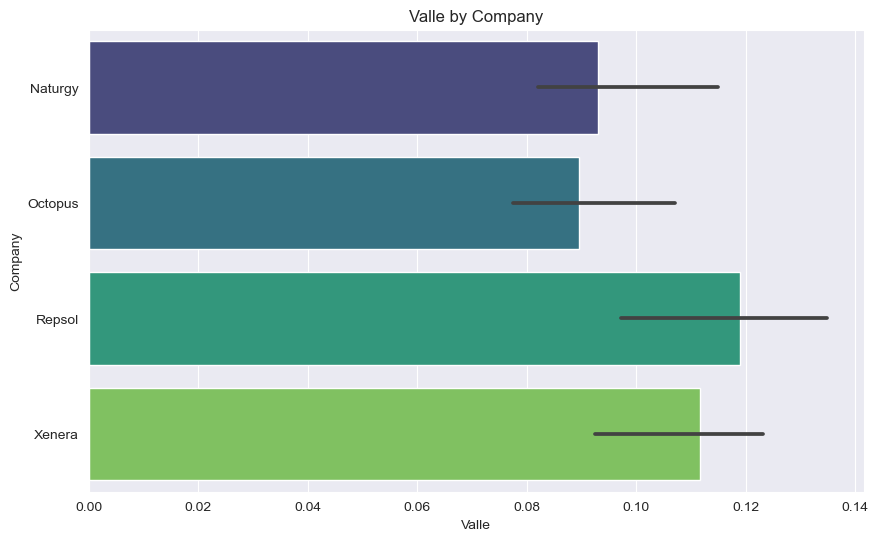 Valle by Company
Company
Naturgy
Octopus
Repsol
Xenera
0.00 0.02 0.04 0.06 0.08 0.10 0.12 0.14
Valle